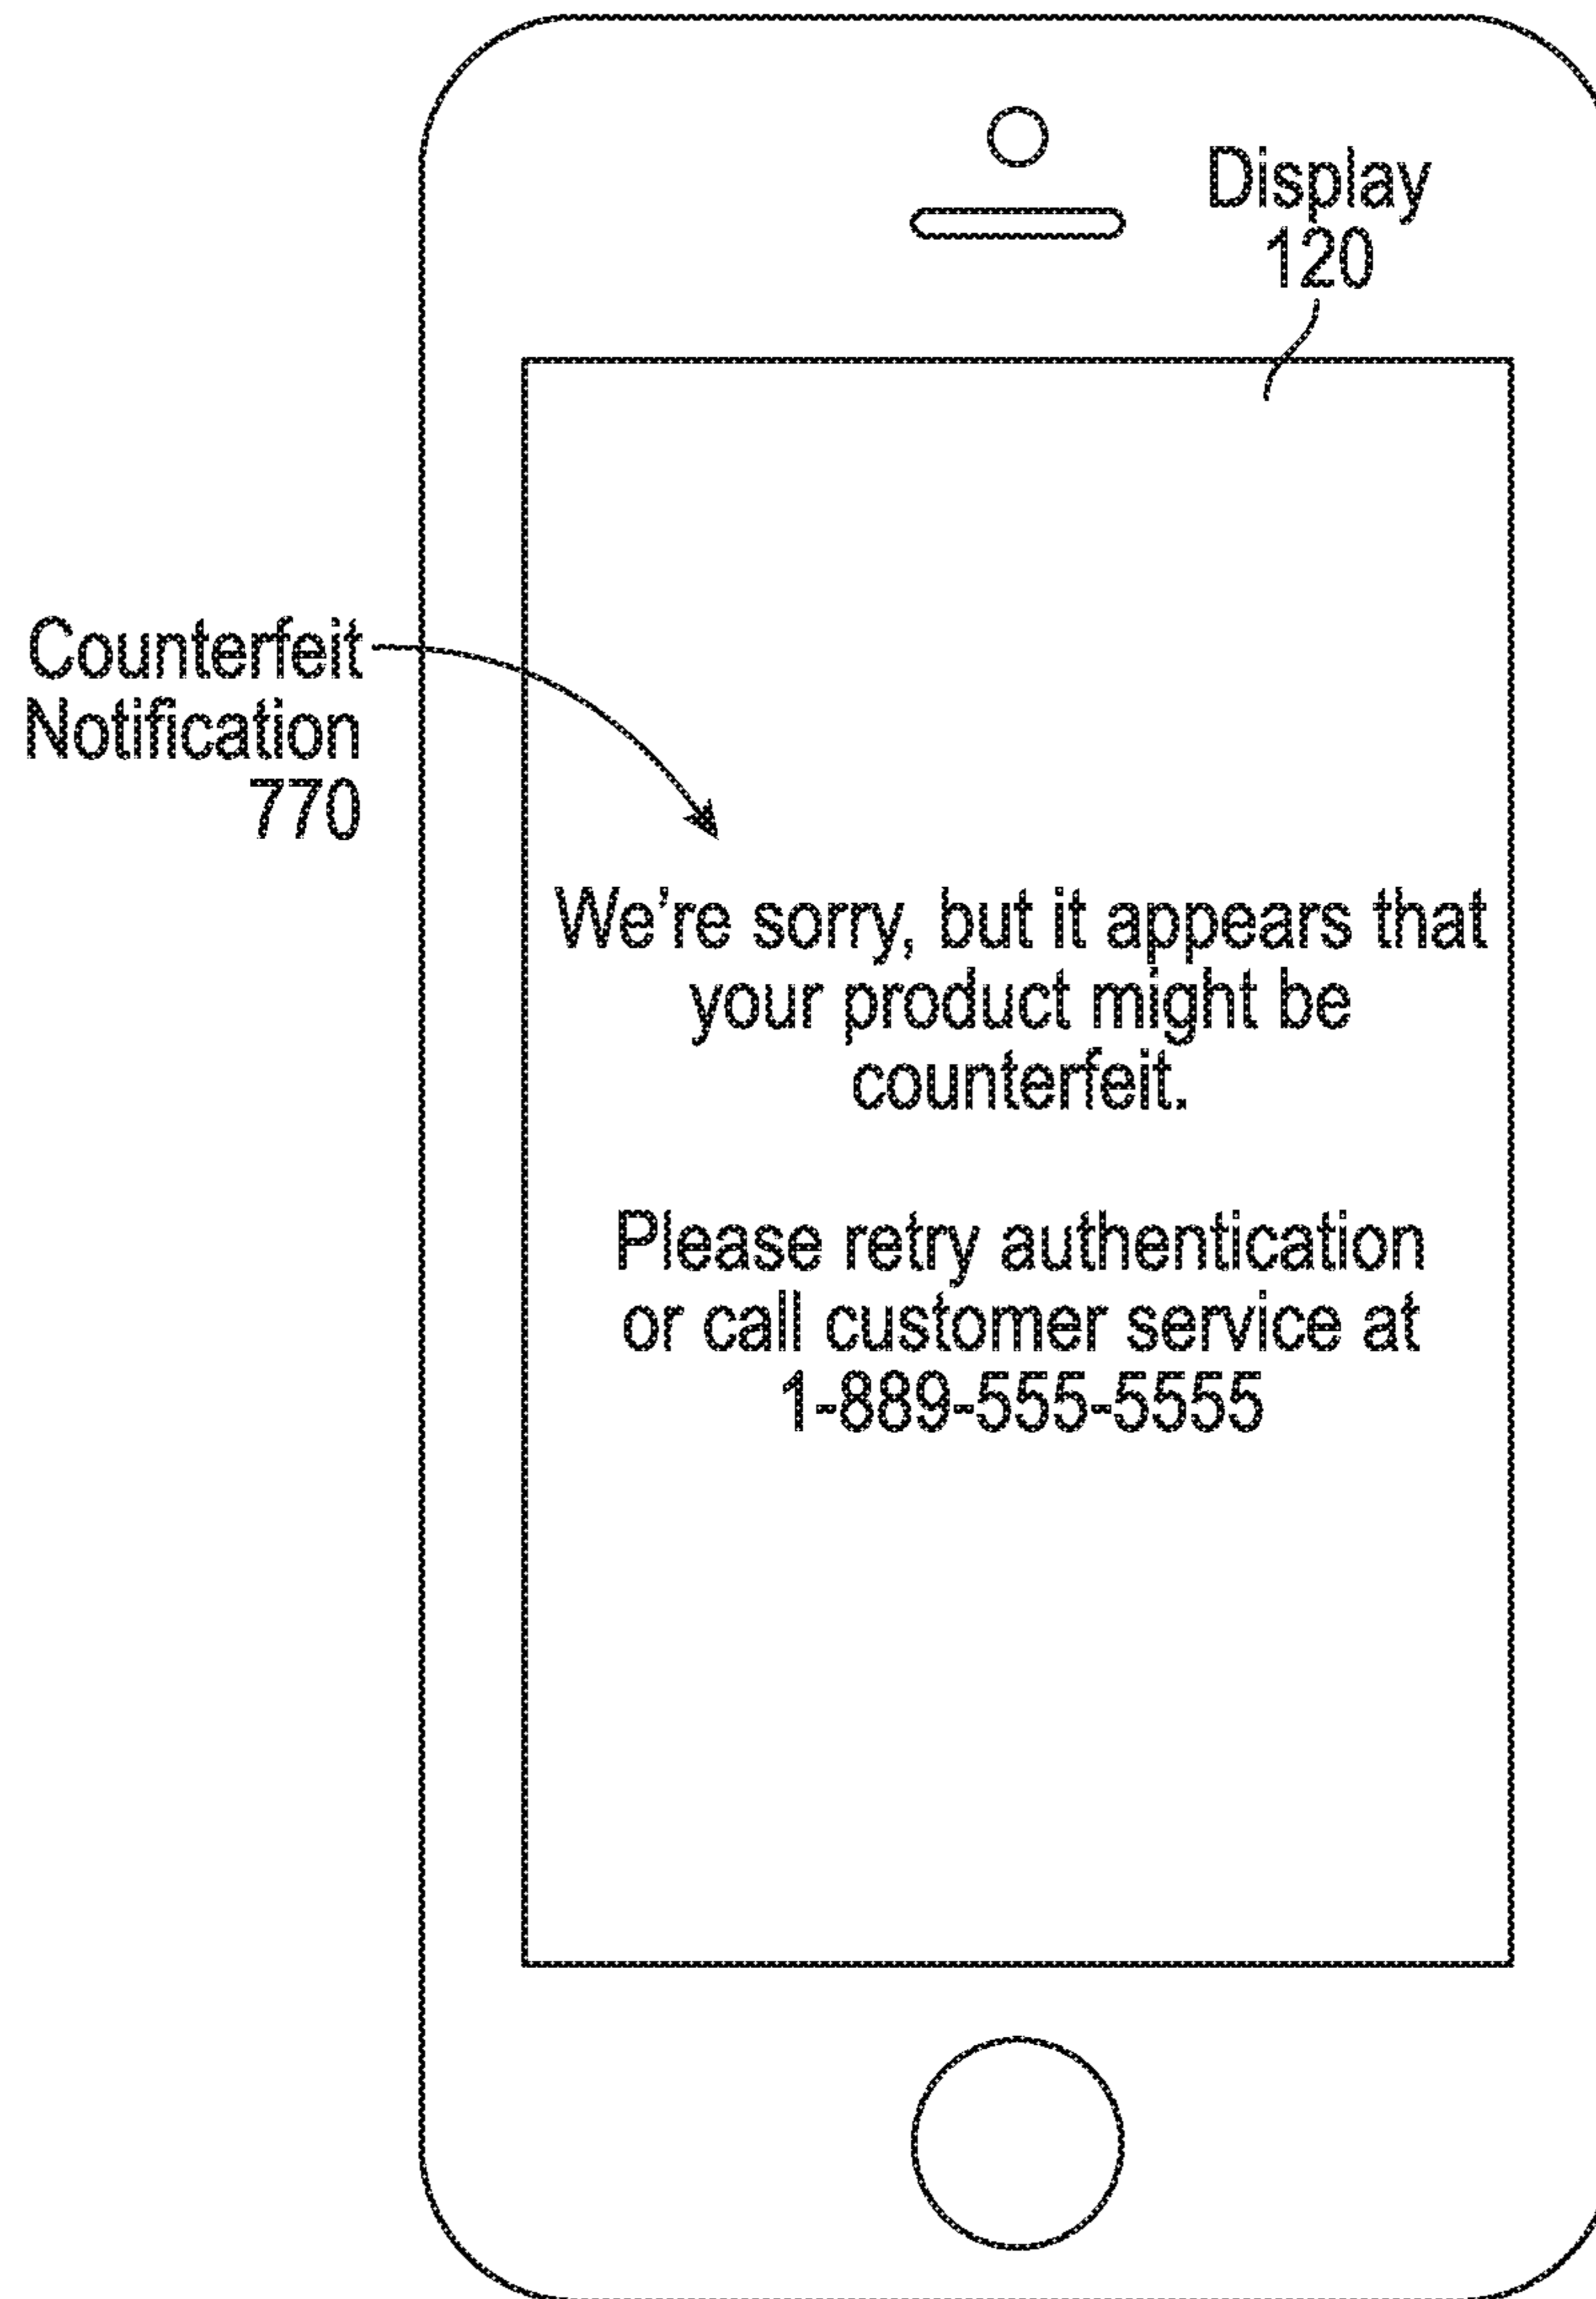 Display
120
Counterfeit
Notification
770
We're sorry, but it appears that
your product might be
counterfeit.
Please retry authentication
or call customer service at
1-889-555-5555